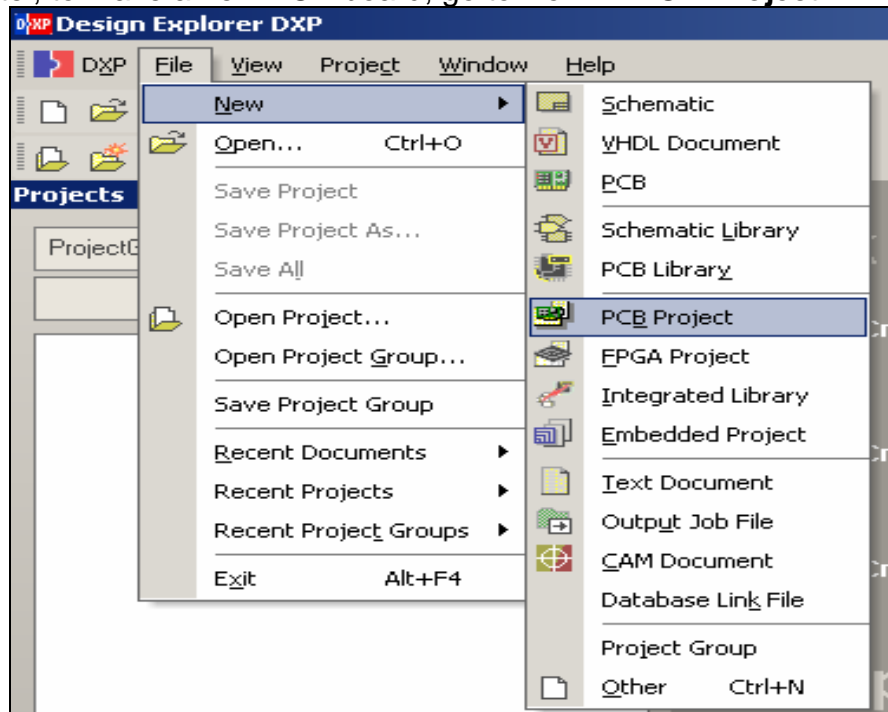 Design Explorer DXP
DXP File View Project Window Help
New
Open... Ctrl+O
Save Project
Save Project As...
Save All
Open Project...
Open Project Group...
Save Project Group
Recent Documents
Recent Projects
Recent Project Groups
Exit Alt+F4
Schematic
VHDL Document
PCB
Schematic Library
PCB Library
PCB Project
FPGA Project
Integrated Library
Embedded Project
Text Document
Output Job File
CAM Document
Database Link File
Project Group
Other Ctrl+N
Projects